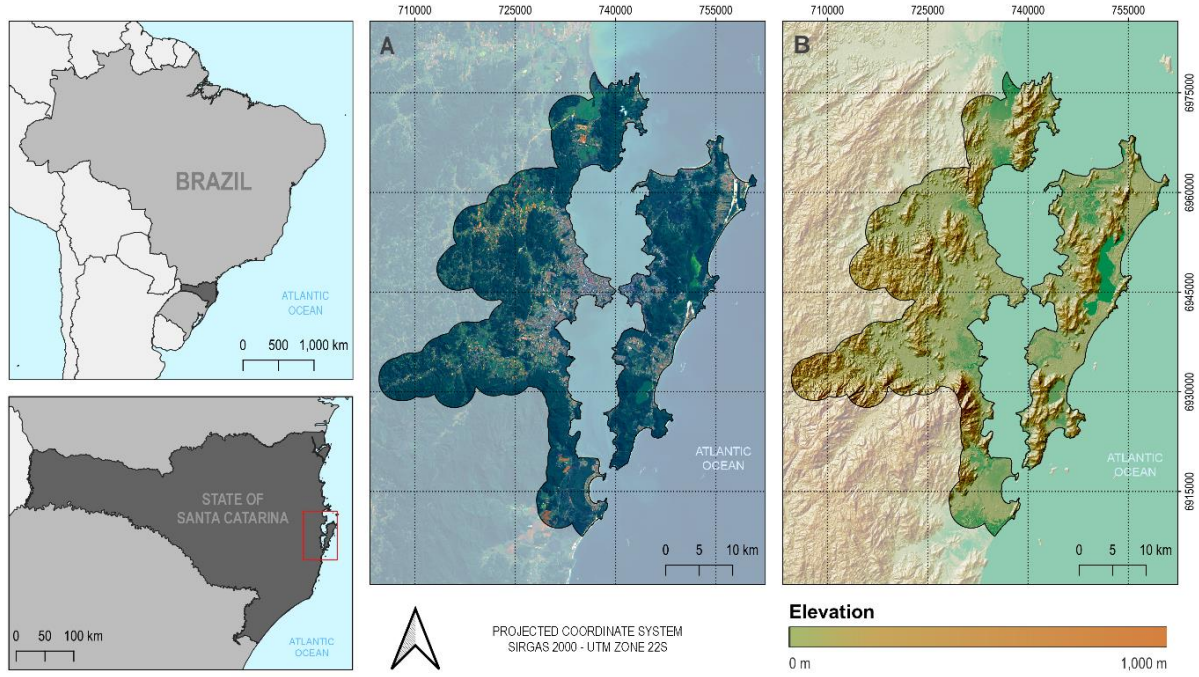 BRAZIL
ATLANTIC
OCEAN
0 500 1,000 km
STATE OF
SANTA CATARINA
0 50 100 km
ATLANTIC
OCEAN
710000 725000 740000 755000
A
ATLANTIC
OCEAN
0 5 10 km
710000 725000 740000 755000
B
6975000
6960000
6945000
6930000
6915000
ATLANTIC
OCEAN
0 5 10 km
PROJECTED COORDINATE SYSTEM
SIRGAS 2000 - UTM ZONE 22S
Elevation
0 m 1,000 m